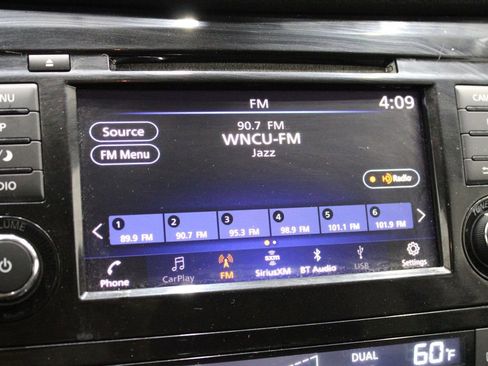 FM
4:09
90.7 FM
Source
WNCU-FM
FM Menu
Jazz
Radio
1 2 3 4 5 6
89.9 FM 90.7 FM 95.3 FM 98.9 FM 101.1 FM 101.9 FM
Phone CarPlay FM SiriusXM BT Audio USB Settings
DUAL 60°F